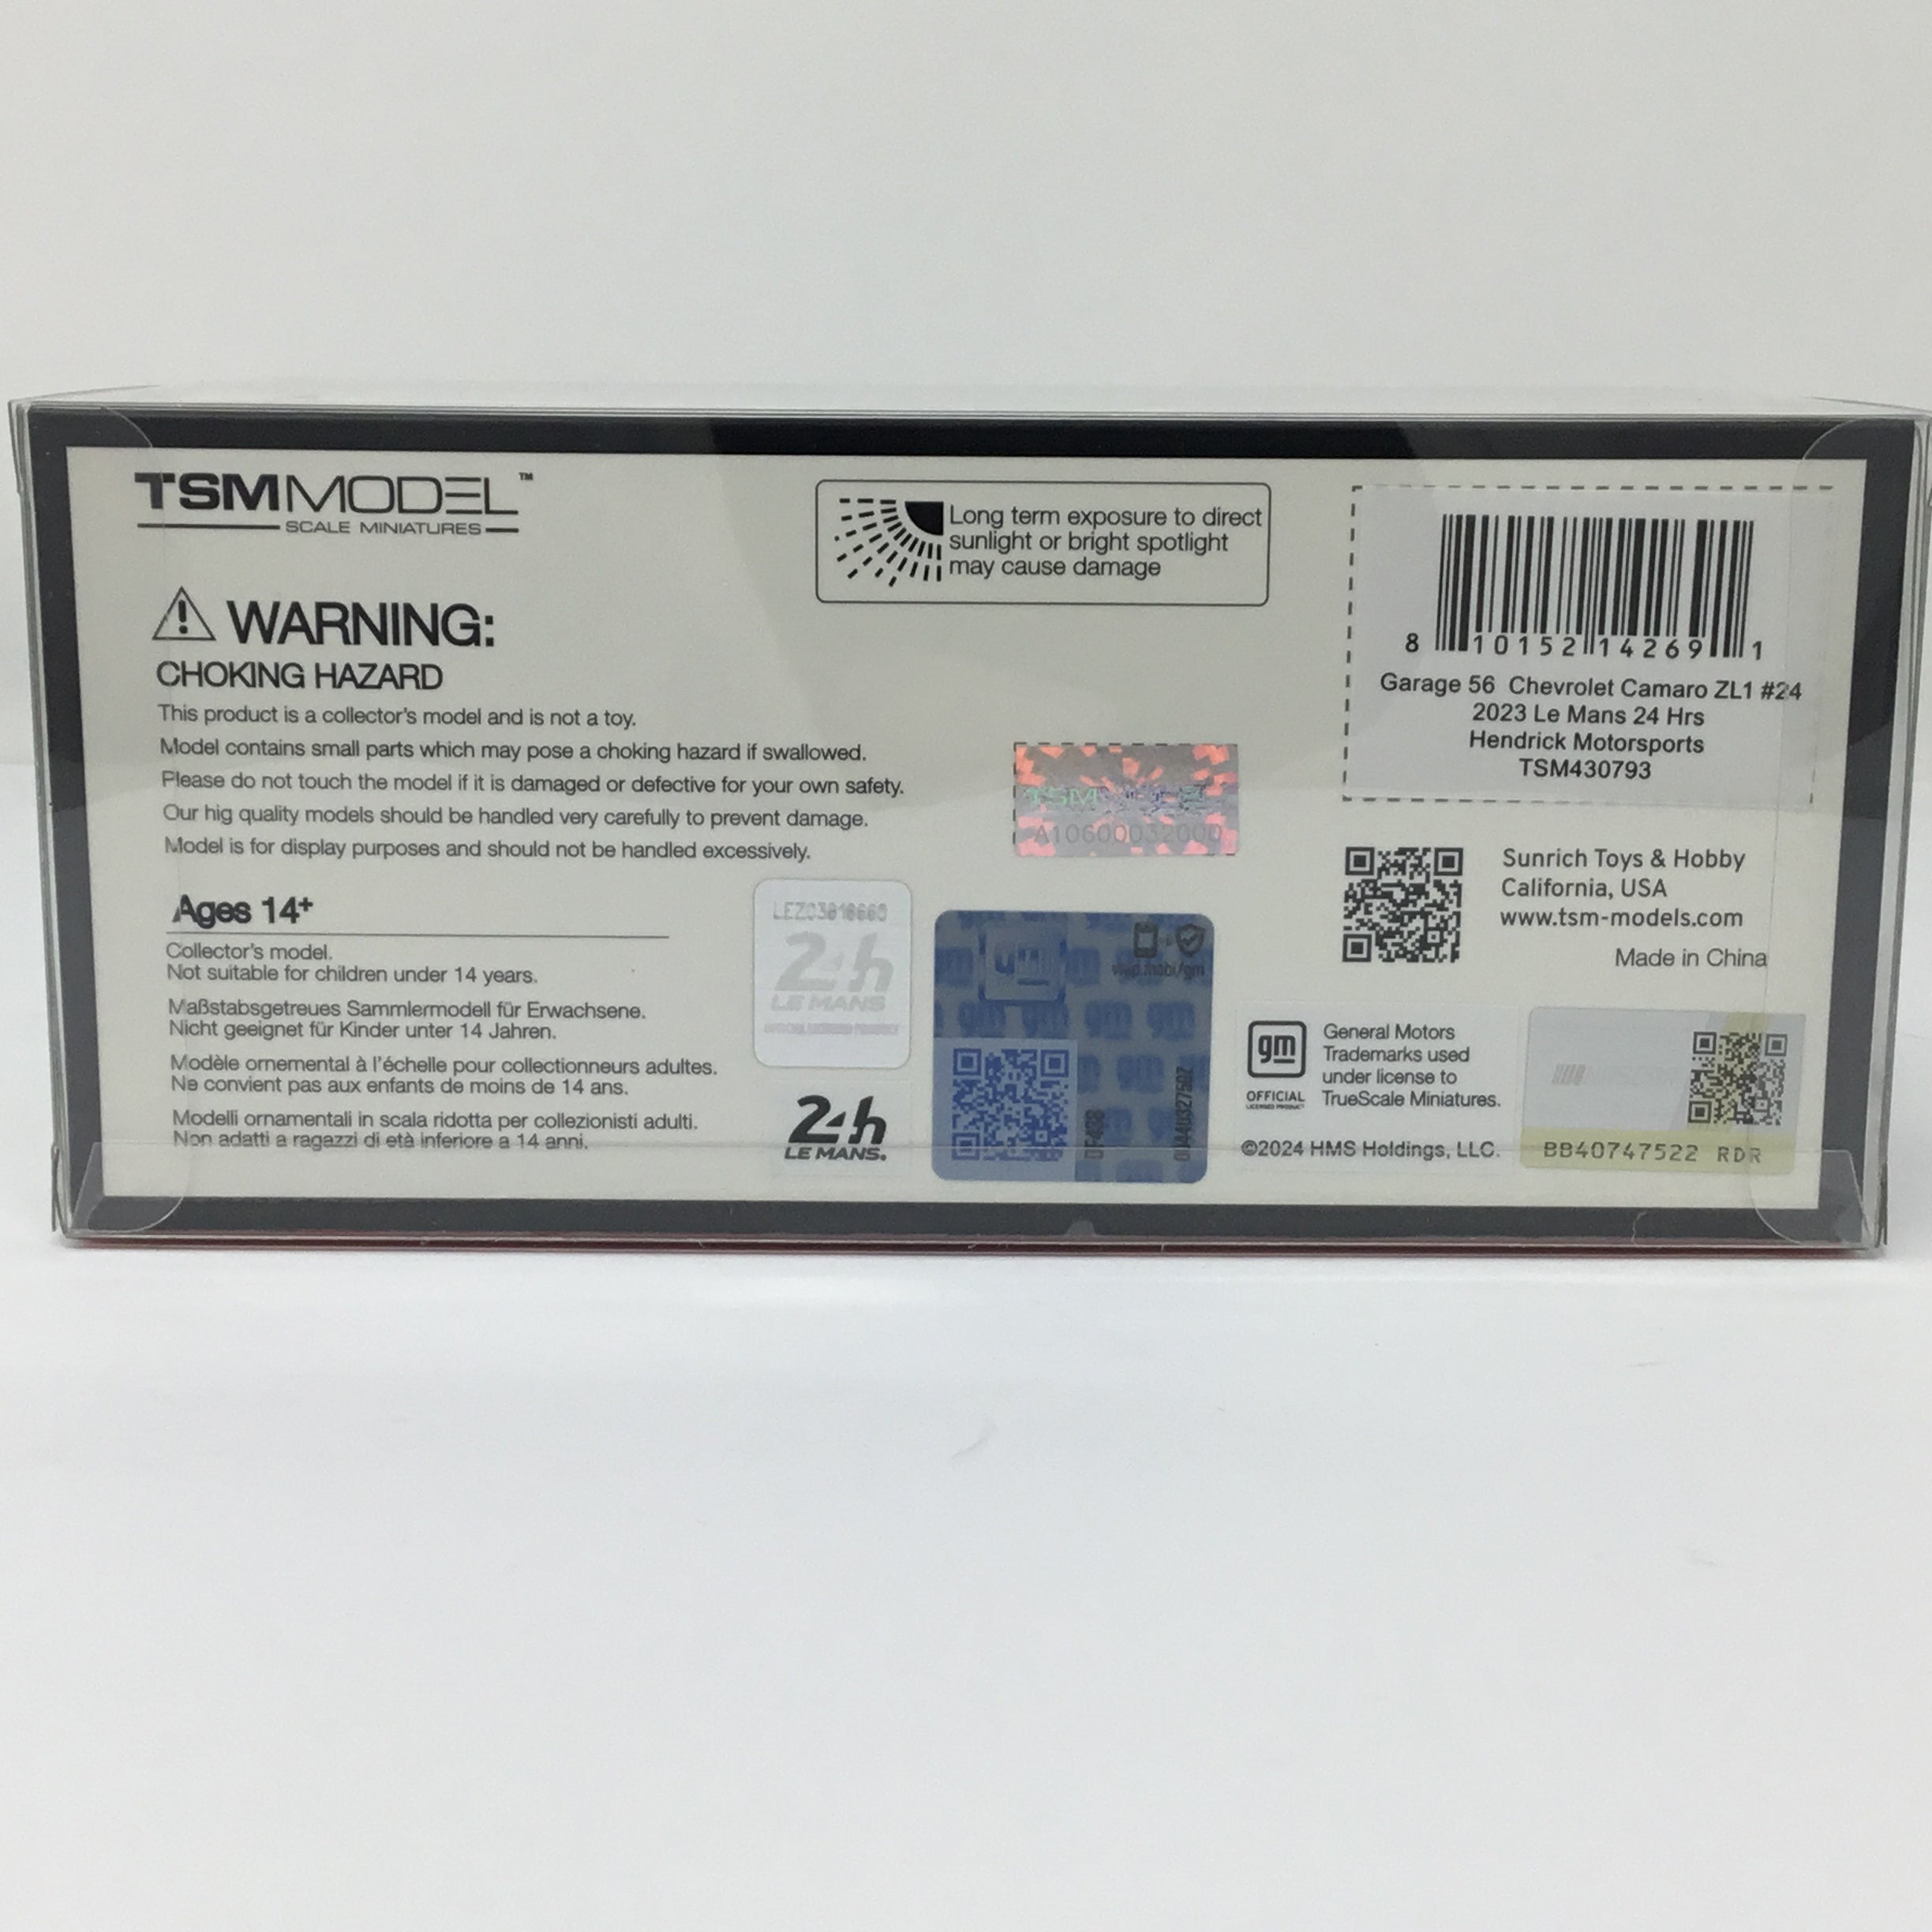 TSMMODEL™
SCALE MINIATURES
WARNING:
CHOKING HAZARD
This product is a collector's model and is not a toy.
Model contains small parts which may pose a choking hazard if swallowed.
Please do not touch the model if it is damaged or defective for your own safety.
Our hig quality models should be handled very carefully to prevent damage.
Model is for display purposes and should not be handled excessively.
Ages 14+
Collector's model.
Not suitable for children under 14 years.
Maßstabsgetreues Sammlermodell für Erwachsene.
Nicht geeignet für Kinder unter 14 Jahren.
Modèle ornemental à l'échelle pour collectionneurs adultes.
Ne convient pas aux enfants de moins de 14 ans.
Modelli ornamentali in scala ridotta per collezionisti adulti.
Non adatti a ragazzi di età inferiore a 14 anni.
Long term exposure to direct
sunlight or bright spotlight
may cause damage
TSM
A10600032000
24h
LE MANS
24h
LE MANS.
gm
8 10152 14269 1
Garage 56 Chevrolet Camaro ZL1 #24
2023 Le Mans 24 Hrs
Hendrick Motorsports
TSM430793
Sunrich Toys & Hobby
California, USA
www.tsm-models.com
Made in China
gm
OFFICIAL
LICENSED PRODUCT
General Motors
Trademarks used
under license to
TrueScale Miniatures.
©2024 HMS Holdings, LLC.
BB40747522 RDR